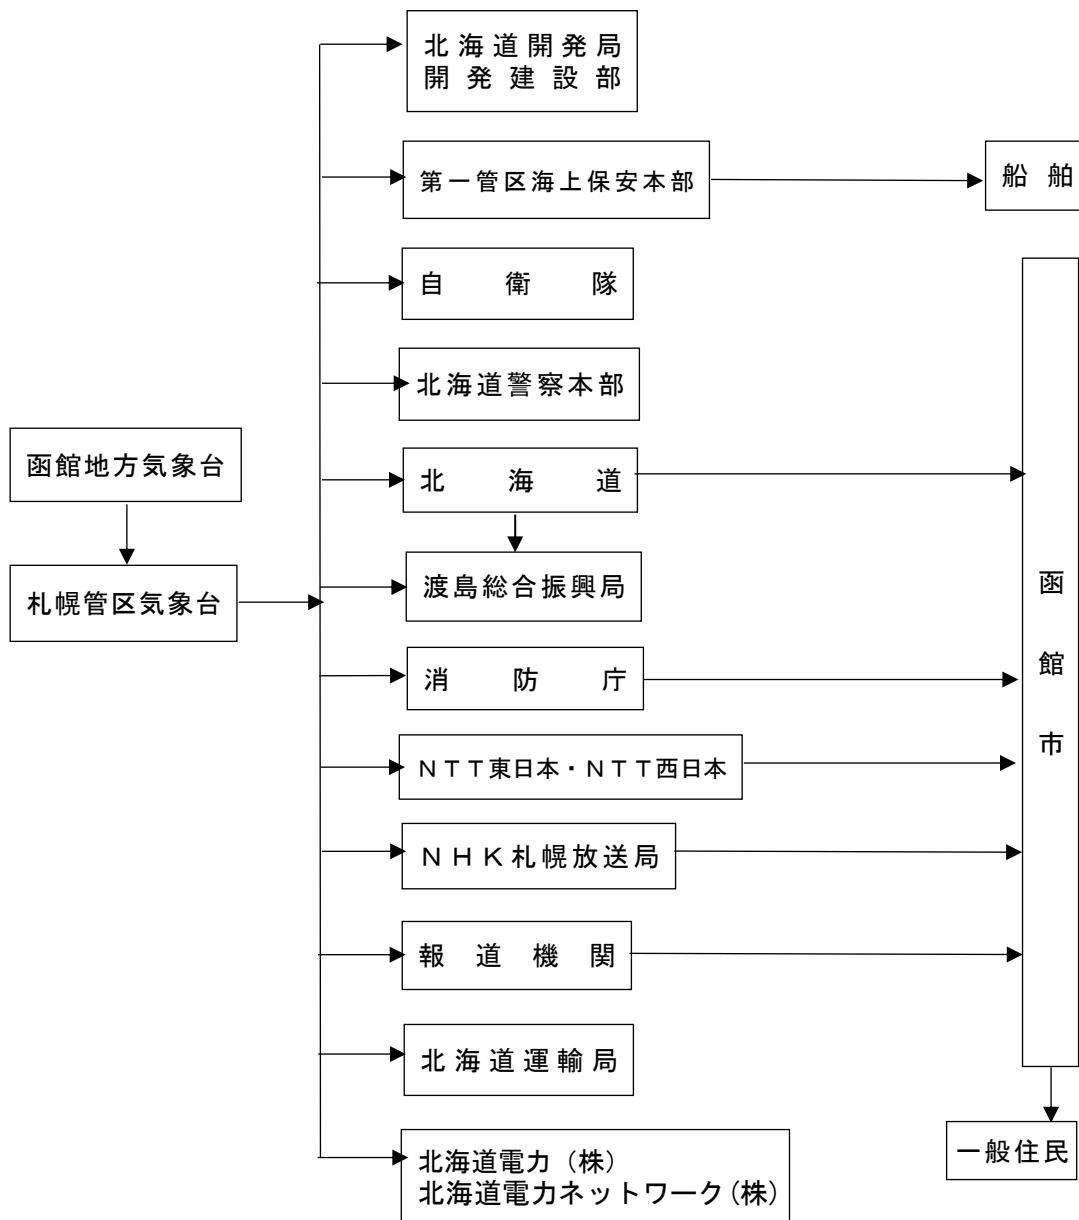 北海道開発局
開発建設部
第一管区海上保安本部
船舶
自衛隊
北海道警察本部
函館地方気象台
北海道
渡島総合振興局
札幌管区気象台
函館市
消防庁
ＮＴＴ東日本・ＮＴＴ西日本
ＮＨＫ札幌放送局
報道機関
北海道運輸局
一般住民
北海道電力（株）
北海道電力ネットワーク（株）